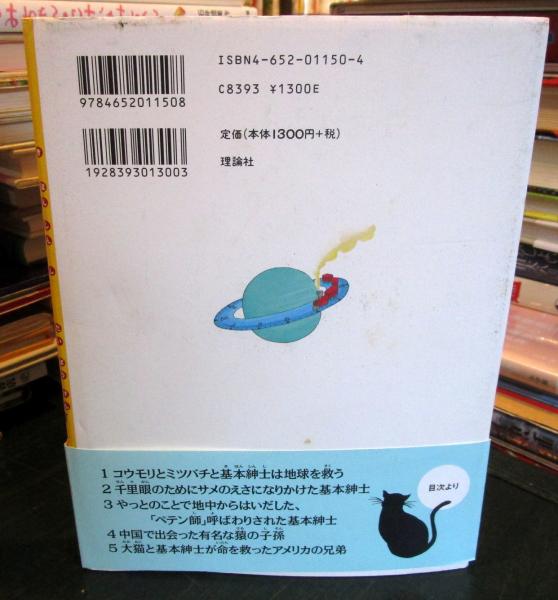 ISBN4-652-01150-4
C8393 ¥1300E
9784652011508
定価(本体1300円+税)
1928393013003
理論社
目次より
1 コウモリとミツバチと基本紳士は地球を救う
2 千里眼のためにサメのえさになりかけた基本紳士
3 やっとのことで地中からはいだした、
「ペテン師」呼ばわりされた基本紳士
4 中国で出会った有名な猿の子孫
5 大猫と基本紳士が命を救ったアメリカの兄弟